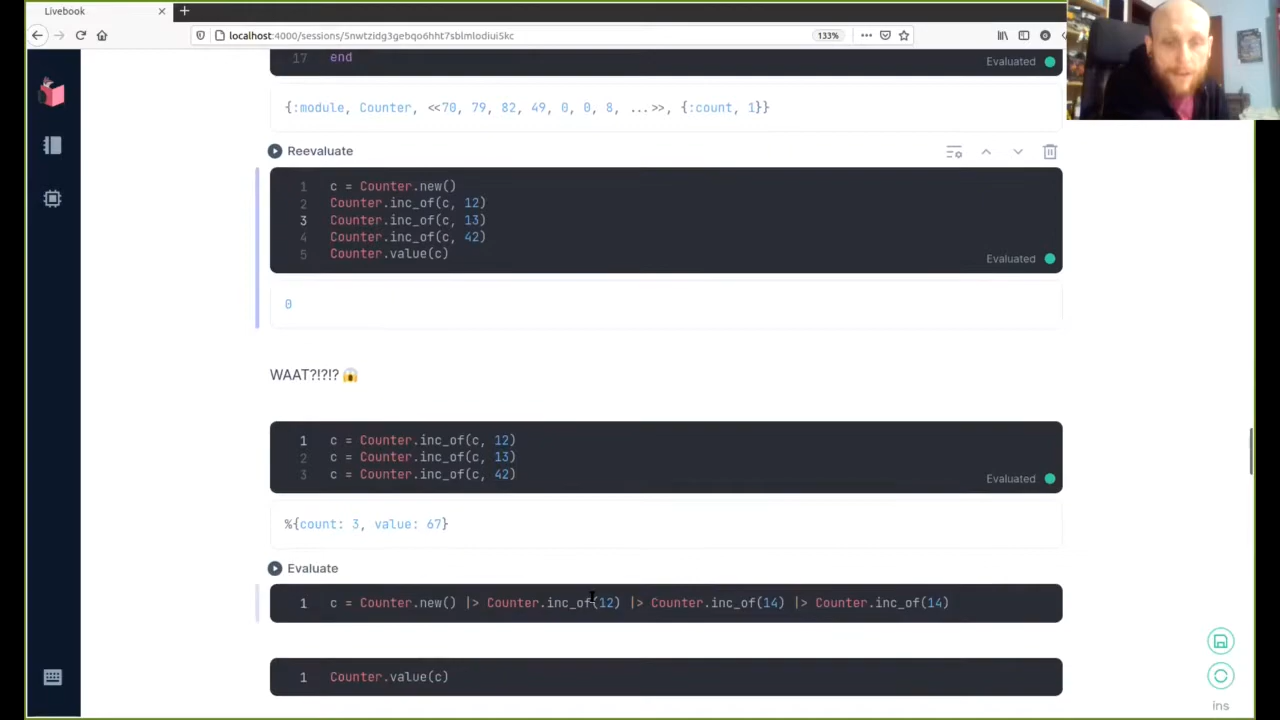 Livebook
localhost:4000/sessions/5nwtzidg3gebqo6hht7sblmlodiui5kc
133%
17 end
Evaluated
{:module, Counter, <<70, 79, 82, 49, 0, 0, 8, ...>>, {:count, 1}}
Reevaluate
1 c = Counter.new()
2 Counter.inc_of(c, 12)
3 Counter.inc_of(c, 13)
4 Counter.inc_of(c, 42)
5 Counter.value(c)
Evaluated
0
WAAT?!?!? 😱
1 c = Counter.inc_of(c, 12)
2 c = Counter.inc_of(c, 13)
3 c = Counter.inc_of(c, 42)
Evaluated
%{count: 3, value: 67}
Evaluate
1 c = Counter.new() |> Counter.inc_of(12) |> Counter.inc_of(14) |> Counter.inc_of(14)
1 Counter.value(c)
ins